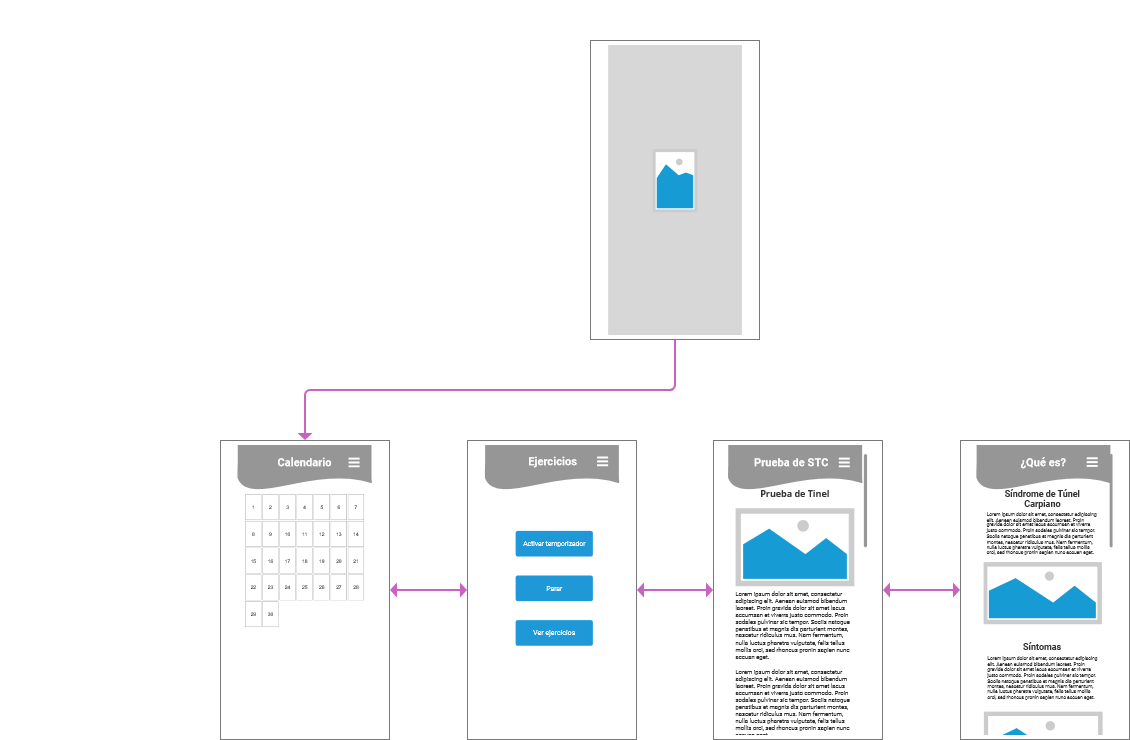 Calendario
1 2 3 4 5 6 7
8 9 10 11 12 13 14
15 16 17 18 19 20 21
22 23 24 25 26 27 28
29 30
Ejercicios
Activar temporizador
Parar
Ver ejercicios
Prueba de STC
Prueba de Tinel
Lorem ipsum dolor sit amet, consectetur
adipiscing elit. Aenean euismod bibendum
laoreet. Proin gravida dolor sit amet lacus
accumsan et viverra justo commodo. Proin
sodales pulvinar sic tempor. Sociis natoque
penatibus et magnis dis parturient montes,
nascetur ridiculus mus. Nam fermentum,
nulla luctus pharetra vulputate, felis tellus
mollis orci, sed rhoncus pronin sapien nunc
accuan eget.
Lorem ipsum dolor sit amet, consectetur
adipiscing elit. Aenean euismod bibendum
laoreet. Proin gravida dolor sit amet lacus
accumsan et viverra justo commodo. Proin
sodales pulvinar sic tempor. Sociis natoque
penatibus et magnis dis parturient montes,
nascetur ridiculus mus. Nam fermentum,
nulla luctus pharetra vulputate, felis tellus
mollis orci, sed rhoncus pronin sapien nunc
¿Qué es?
Síndrome de Túnel
Carpiano
Lorem ipsum dolor sit amet, consectetur adipiscing
elit. Aenean euismod bibendum laoreet. Proin
gravida dolor sit amet lacus accumsan et viverra
justo commodo. Proin sodales pulvinar sic tempor.
Sociis natoque penatibus et magnis dis parturient
montes, nascetur ridiculus mus. Nam fermentum,
nulla luctus pharetra vulputate, felis tellus mollis
orci, sed rhoncus pronin sapien nunc accuan eget.
Síntomas
Lorem ipsum dolor sit amet, consectetur adipiscing
elit. Aenean euismod bibendum laoreet. Proin
gravida dolor sit amet lacus accumsan et viverra
justo commodo. Proin sodales pulvinar sic tempor.
Sociis natoque penatibus et magnis dis parturient
montes, nascetur ridiculus mus. Nam fermentum,
nulla luctus pharetra vulputate, felis tellus mollis
orci, sed rhoncus pronin sapien nunc accuan eget.